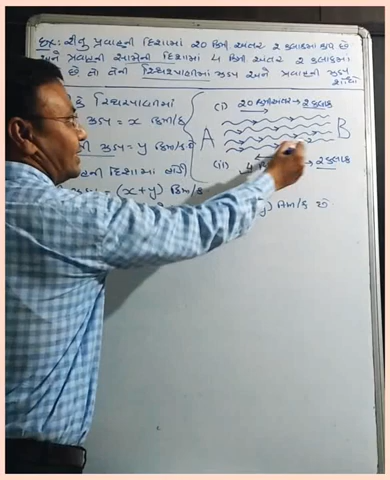 Ex: રીતુ પ્રવાહની દિશામાં 20 કિમી અંતર 2 કલાકમાં કાપે છે
અને પ્રવાહની સામેની દિશામાં 4 કિમી અંતર 2 કલાકમાં
છે તો તેની સ્થિરપાણીમાં ઝડપ અને પ્રવાહની ઝડપ
શોધો
કે સ્થિરપાણીમાં
ઝડપ = x કિમી/ક
ઝડપ = y કિમી/ક
ની દિશામાં
= (x+y) કિમી/ક
(i) 20 કિમી અંતર → 2 કલાક
A B
(ii) 4 → 2 કલાક
y) કિમી/ક છે